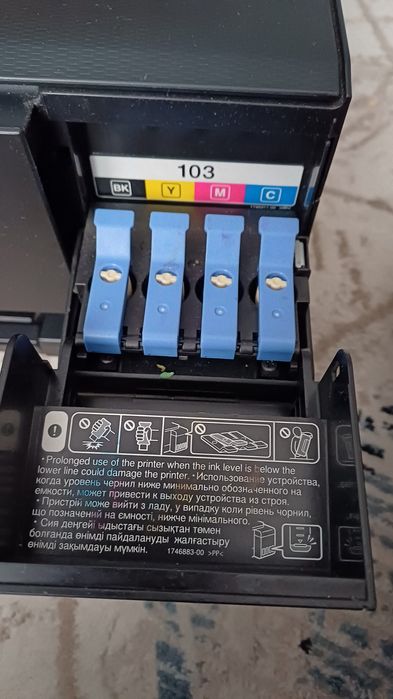 103
BK Y M C
• Prolonged use of the printer when the ink level is below the
lower line could damage the printer. • Использование устройства,
когда уровень чернил ниже минимально обозначенного на
емкости, может привести к выходу устройства из строя.
• Пристрій може вийти з ладу, у випадку коли рівень чорнил,
що позначений на ємності, нижче мінімального.
• Сия деңгейі ыдыстағы сызықтан төмен
болғанда өнімді пайдалануды жалғастыру
өнімді зақымдауы мүмкін. 1746883-00 >PP<